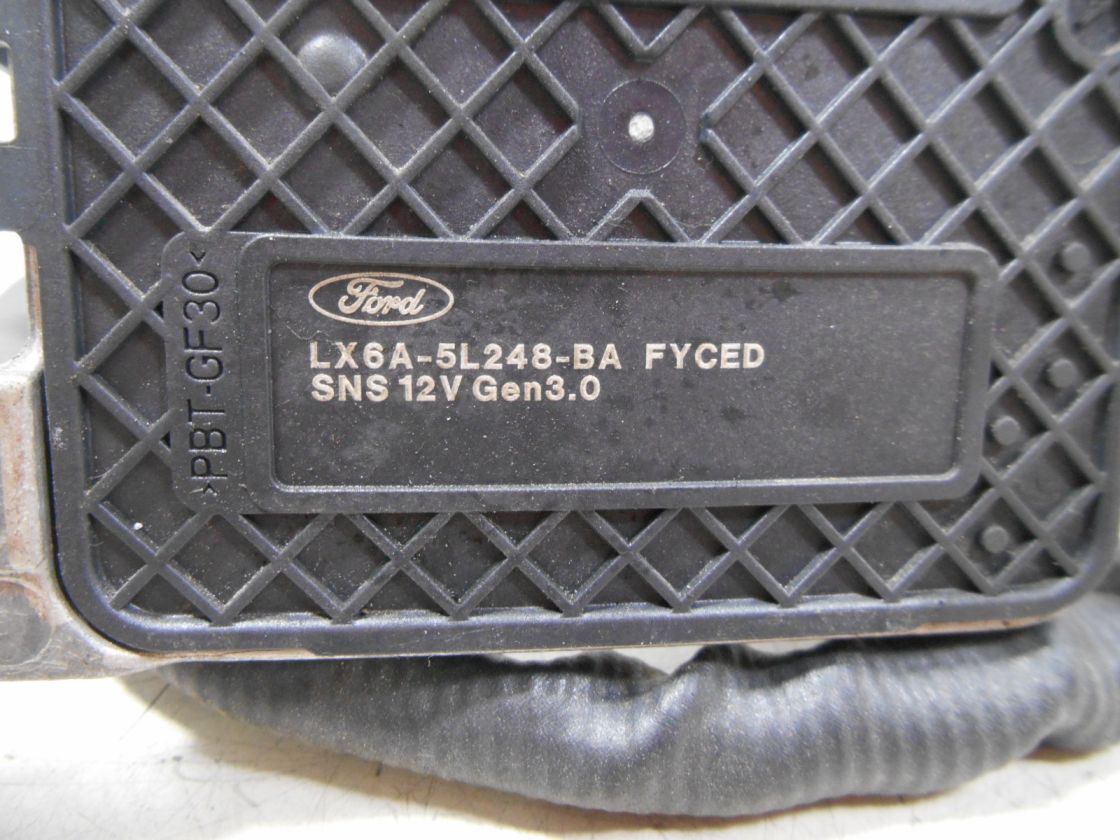 Ford
LX6A-5L248-BA FYCED
SNS 12V Gen3.0
>PBT-GF30<